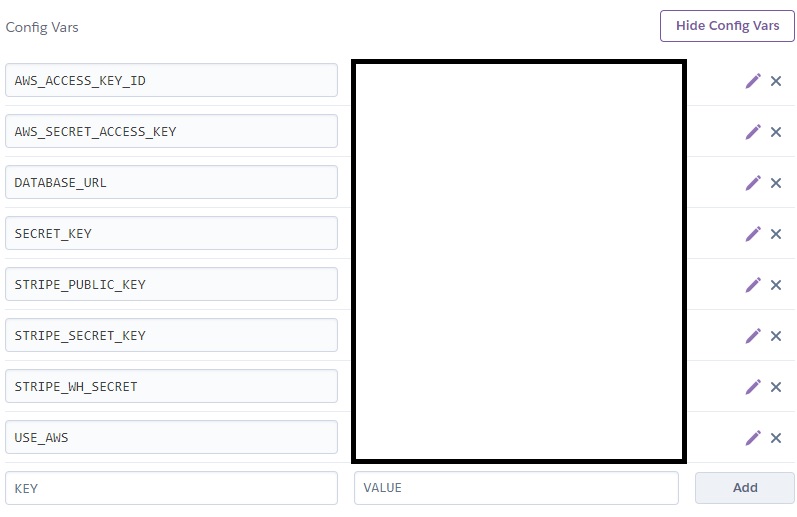 Config Vars
Hide Config Vars
AWS_ACCESS_KEY_ID
AWS_SECRET_ACCESS_KEY
DATABASE_URL
SECRET_KEY
STRIPE_PUBLIC_KEY
STRIPE_SECRET_KEY
STRIPE_WH_SECRET
USE_AWS
KEY VALUE Add